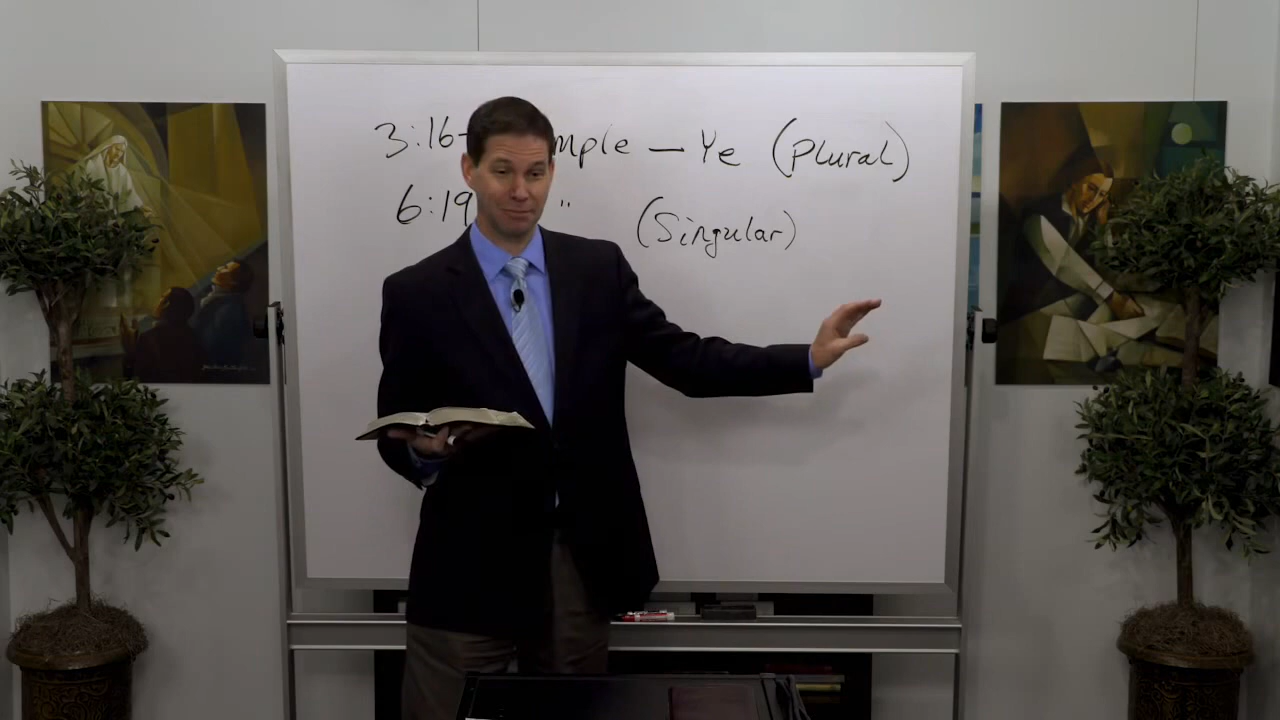 3:16- mple — Ye (Plural)
6:19 " (Singular)